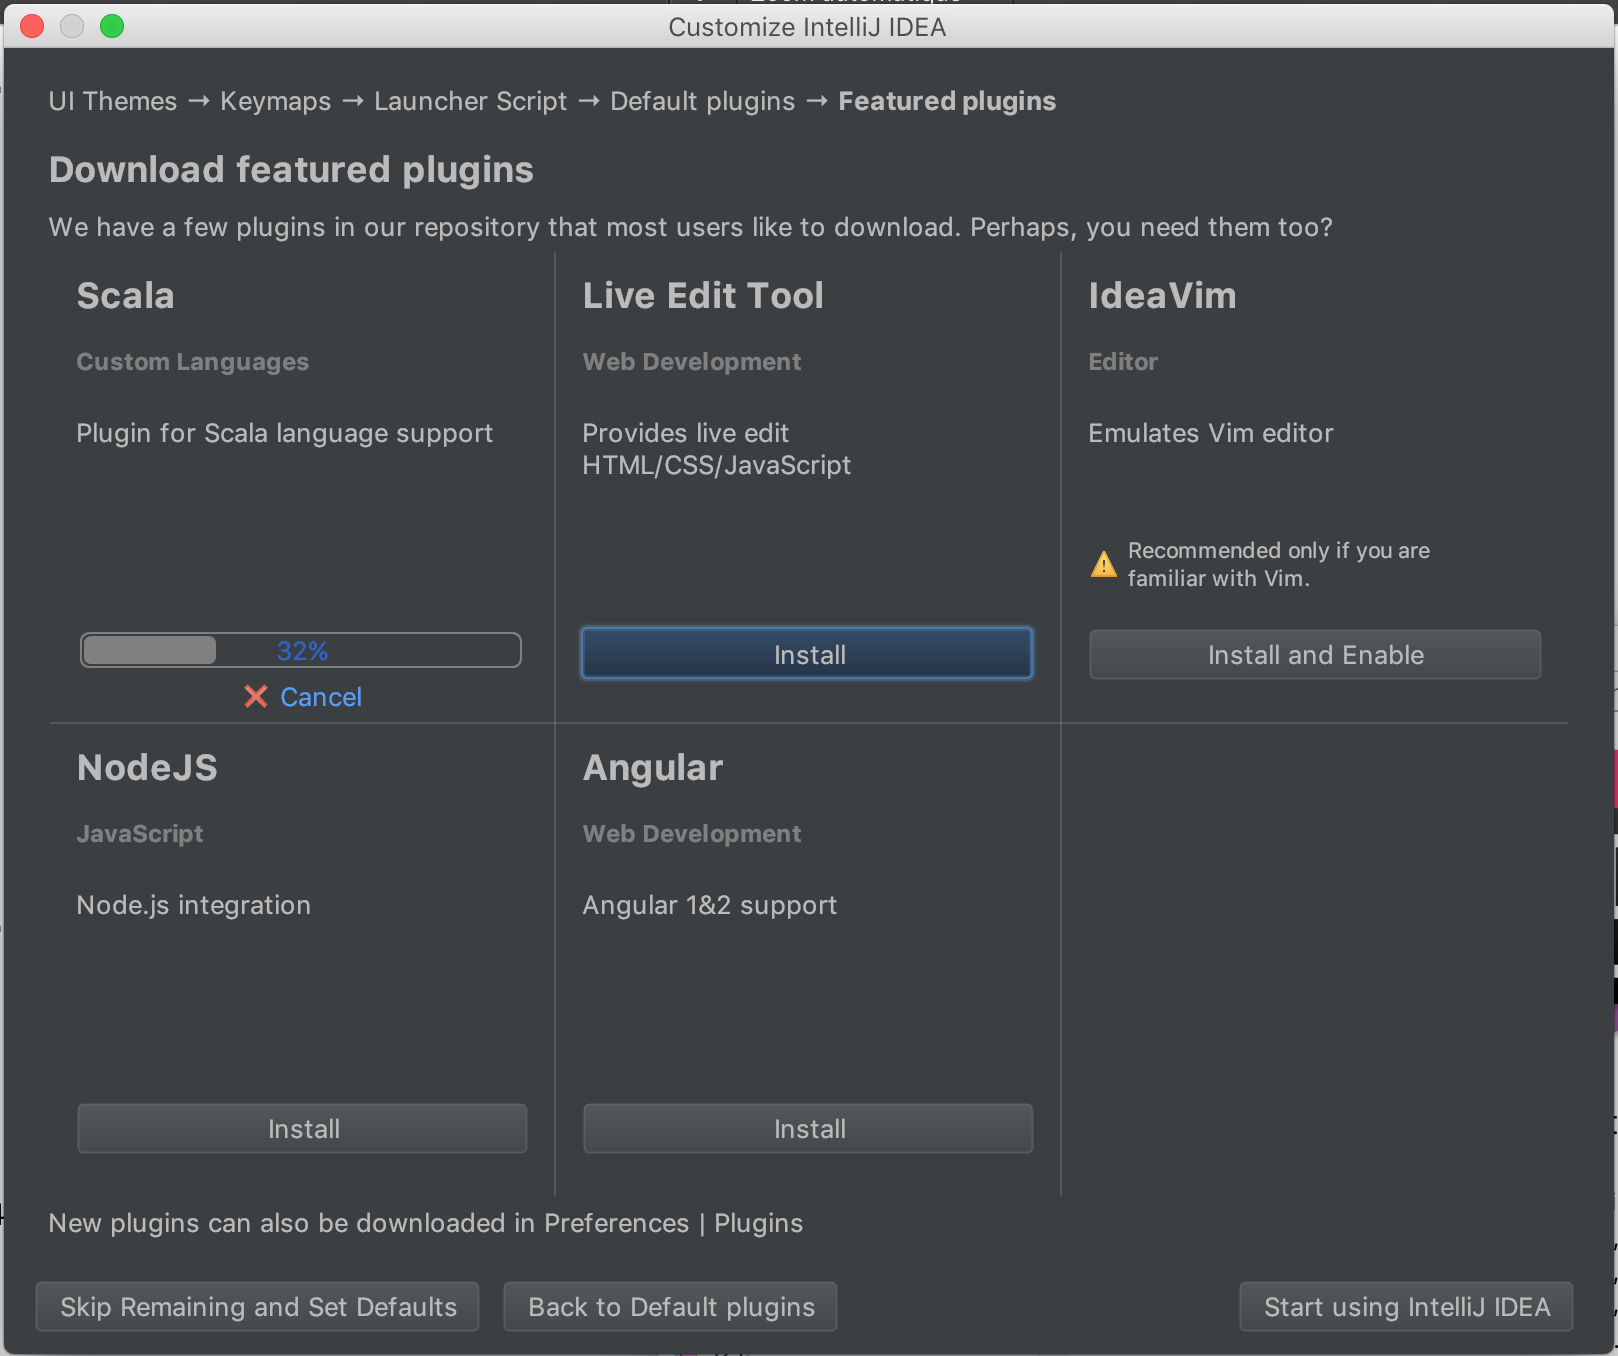 Customize IntelliJ IDEA
UI Themes → Keymaps → Launcher Script → Default plugins → Featured plugins
Download featured plugins
We have a few plugins in our repository that most users like to download. Perhaps, you need them too?
Scala
Custom Languages
Plugin for Scala language support
32%
Cancel
Live Edit Tool
Web Development
Provides live edit
HTML/CSS/JavaScript
Install
IdeaVim
Editor
Emulates Vim editor
Recommended only if you are
familiar with Vim.
Install and Enable
NodeJS
JavaScript
Node.js integration
Install
Angular
Web Development
Angular 1&2 support
Install
New plugins can also be downloaded in Preferences | Plugins
Skip Remaining and Set Defaults
Back to Default plugins
Start using IntelliJ IDEA